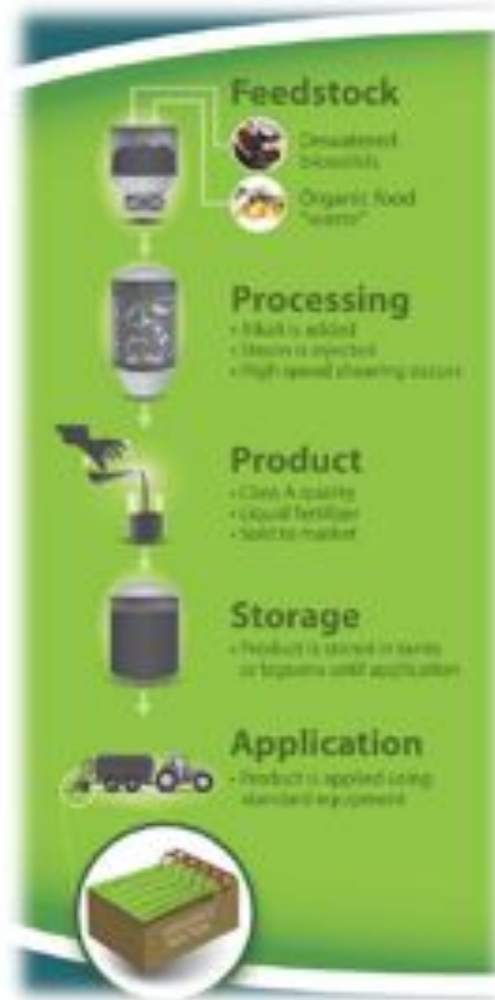 Feedstock
Dewatered
biosolids
Organic food
"waste"
Processing
• Alkali is added
• Steam is injected
• High speed shearing occurs
Product
• Class A quality
• Liquid fertilizer
• Sold to market
Storage
• Product is stored in tanks
or lagoons until application
Application
• Product is applied using
standard equipment